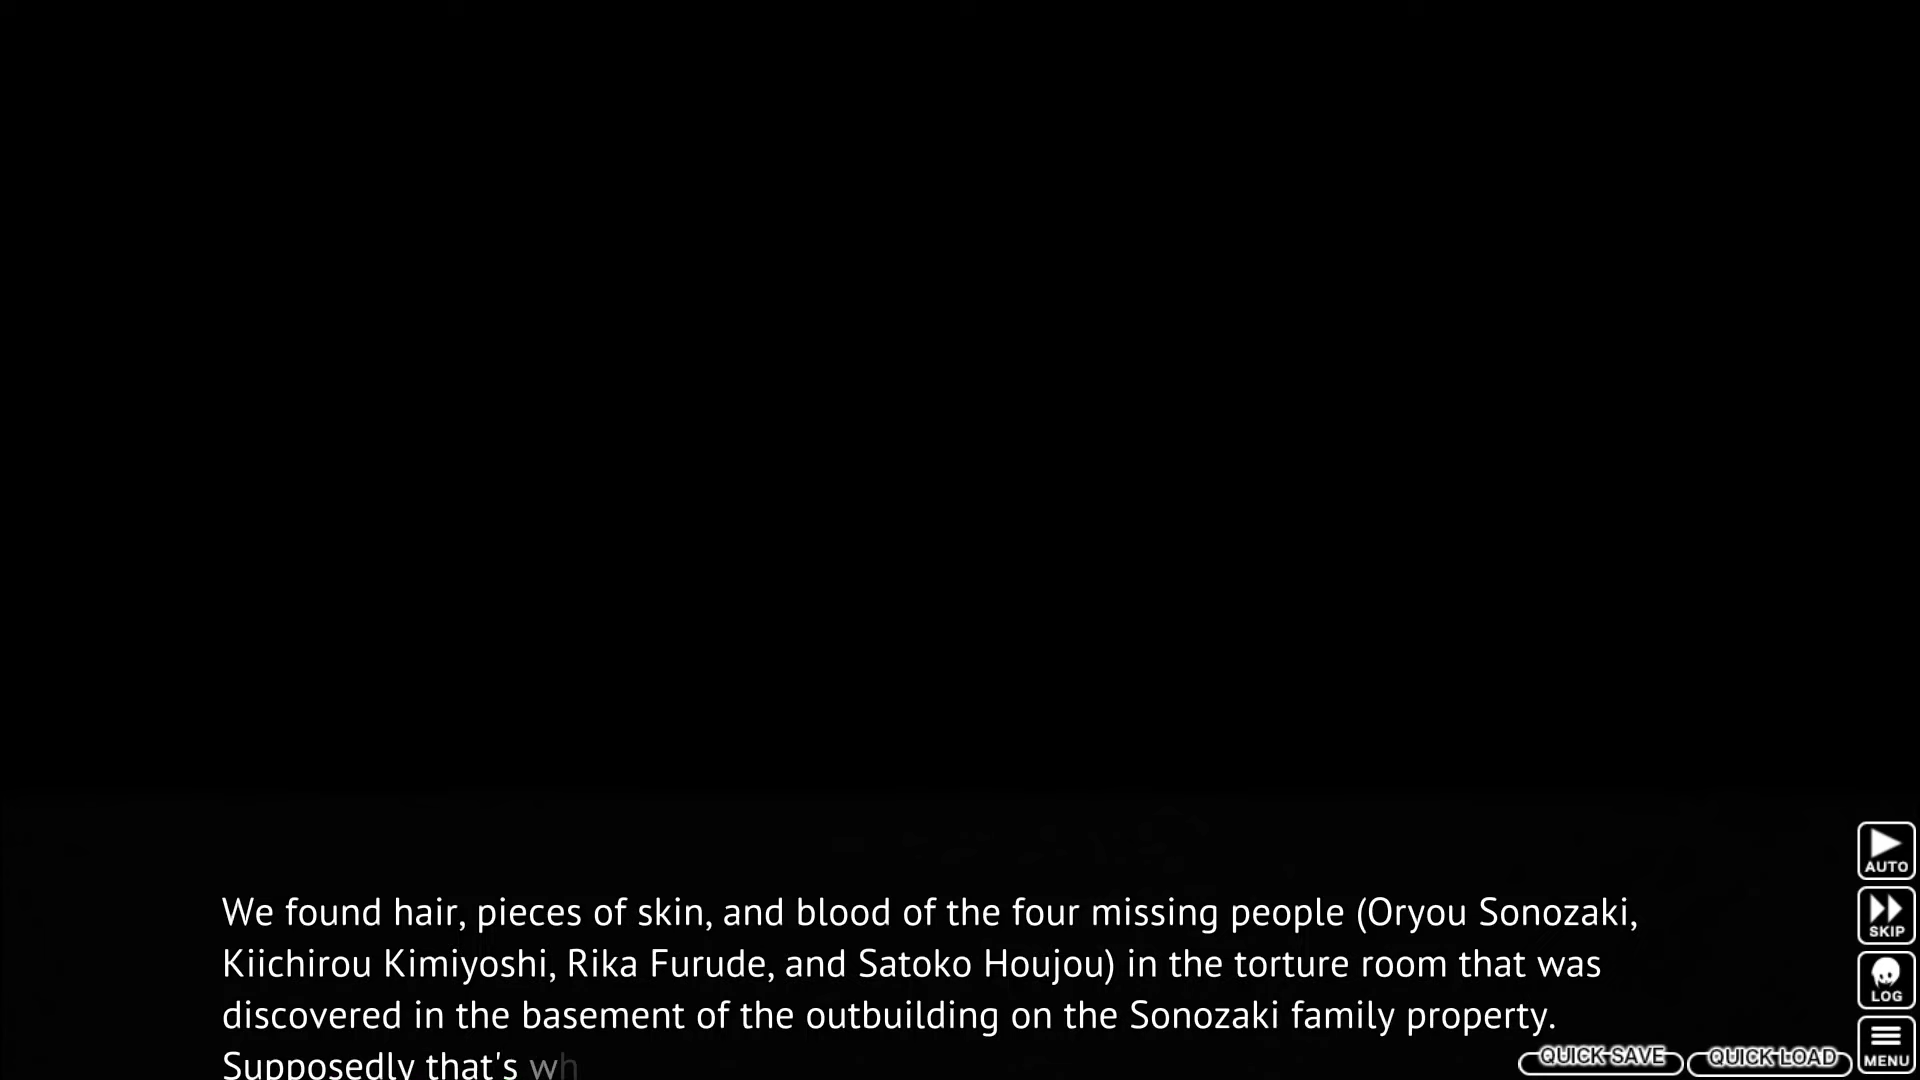 We found hair, pieces of skin, and blood of the four missing people (Oryou Sonozaki,
Kiichirou Kimiyoshi, Rika Furude, and Satoko Houjou) in the torture room that was
discovered in the basement of the outbuilding on the Sonozaki family property.
Supposedly that's wh
AUTO
SKIP
LOG
MENU
QUICK SAVE
QUICK LOAD